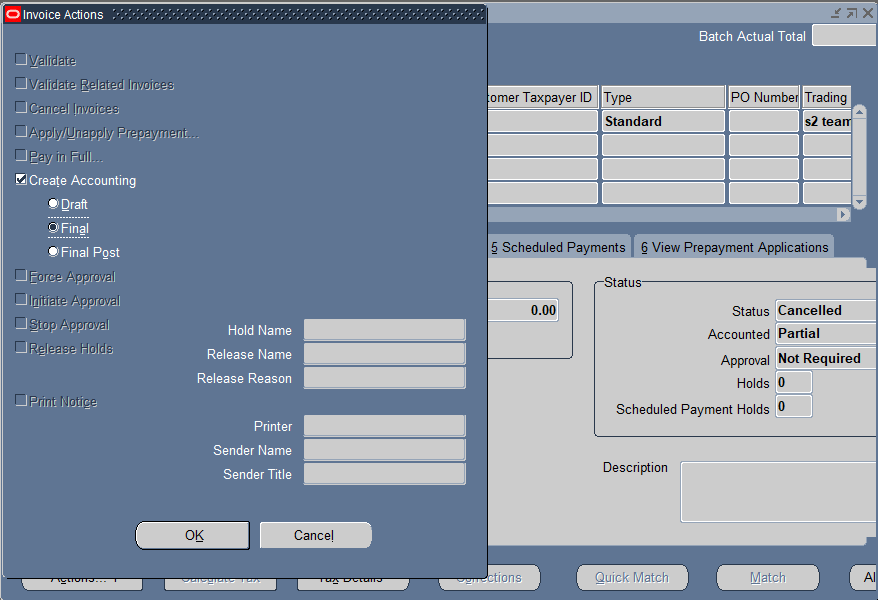 Invoice Actions
Validate
Validate Related Invoices
Cancel Invoices
Apply/Unapply Prepayment...
Pay in Full...
Create Accounting
Draft
Final
Final Post
Force Approval
Initiate Approval
Stop Approval
Release Holds
Hold Name
Release Name
Release Reason
Print Notice
Printer
Sender Name
Sender Title
OK
Cancel
Batch Actual Total
tomer Taxpayer ID Type PO Number Trading
Standard s2 team
5 Scheduled Payments 6 View Prepayment Applications
0.00
Status
Status Cancelled
Accounted Partial
Approval Not Required
Holds 0
Scheduled Payment Holds 0
Description
Actions... 1 Calculate Tax Tax Details Corrections Quick Match Match Al